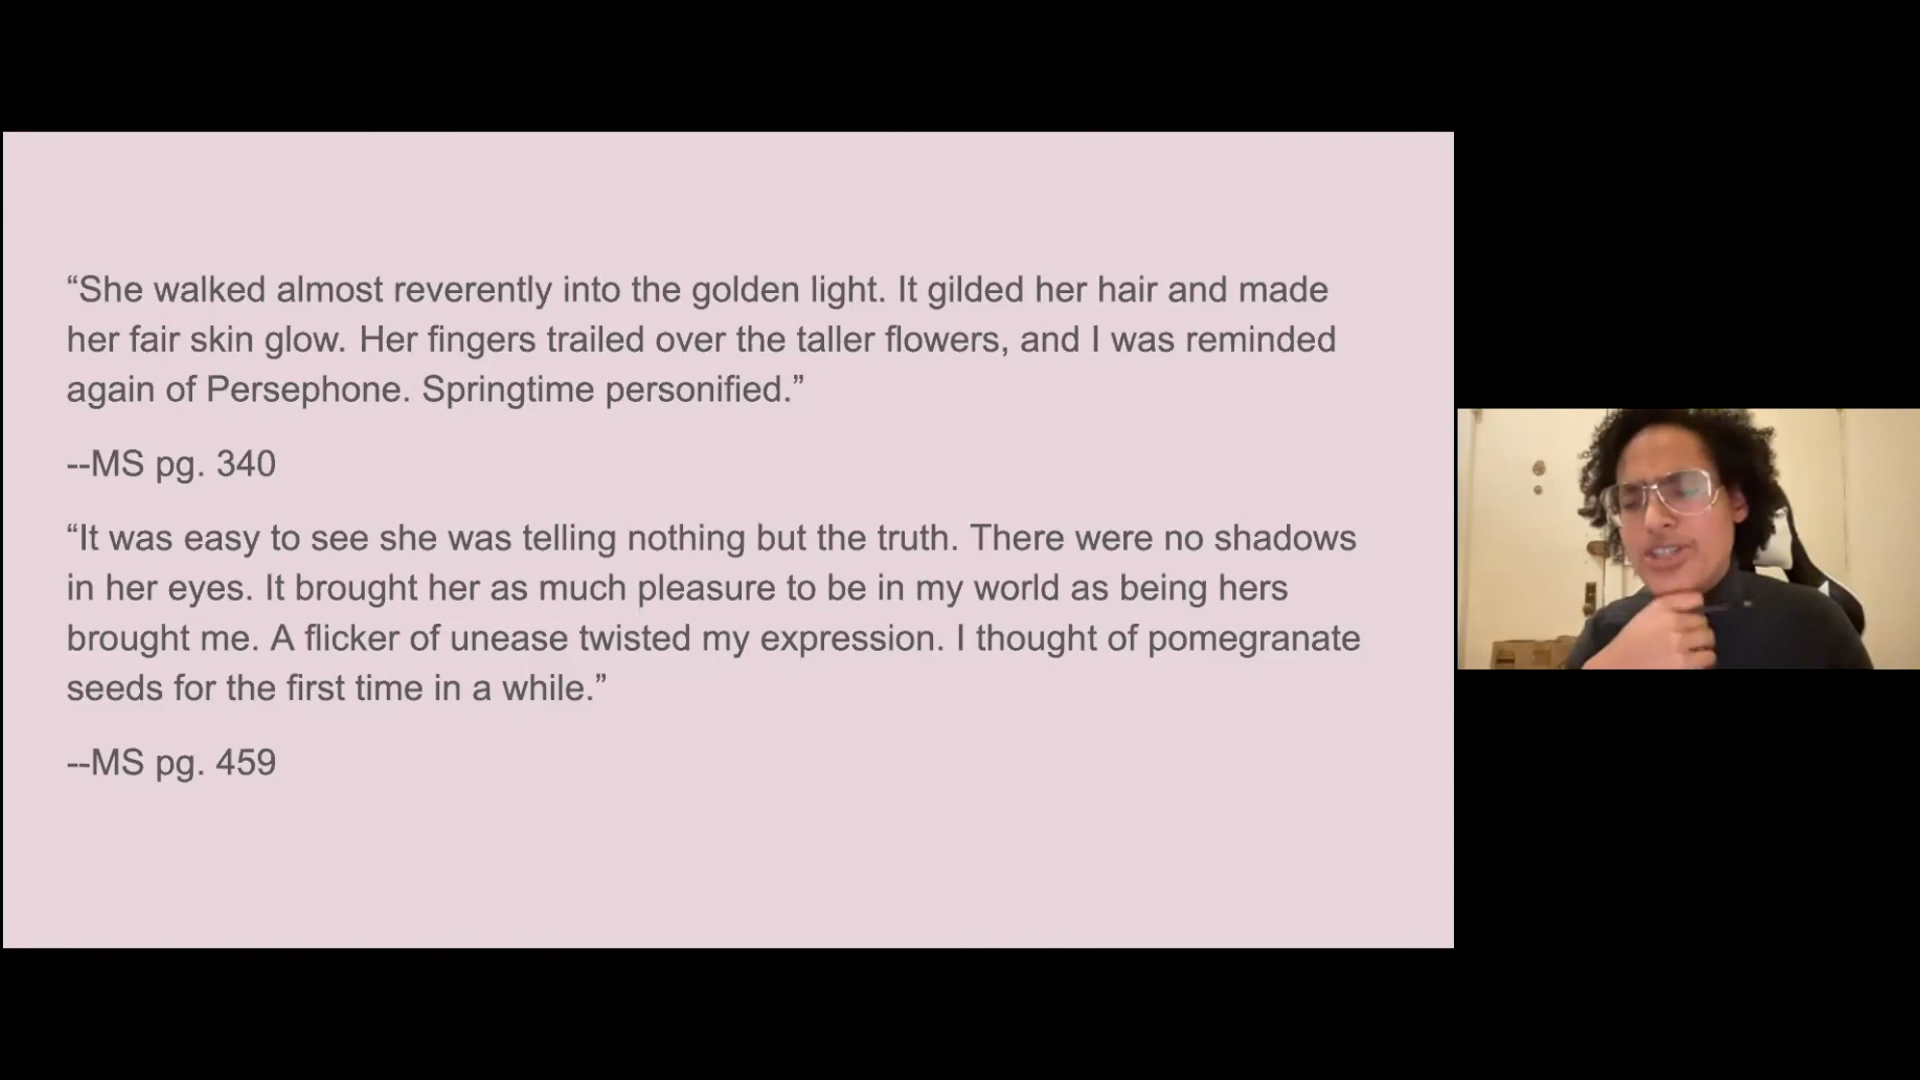 “She walked almost reverently into the golden light. It gilded her hair and made
her fair skin glow. Her fingers trailed over the taller flowers, and I was reminded
again of Persephone. Springtime personified.”
--MS pg. 340
“It was easy to see she was telling nothing but the truth. There were no shadows
in her eyes. It brought her as much pleasure to be in my world as being hers
brought me. A flicker of unease twisted my expression. I thought of pomegranate
seeds for the first time in a while.”
--MS pg. 459